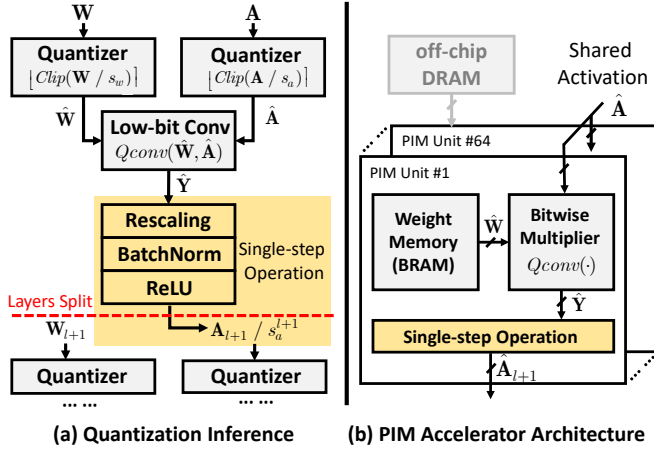 W
A
Quantizer
⌊Clip(W / s_w)⌉
Quantizer
⌊Clip(A / s_a)⌉
Ŵ
Â
Low-bit Conv
Qconv(Ŵ, Â)
Ŷ
Rescaling
BatchNorm
ReLU
Single-step
Operation
Layers Split
W_{l+1}
A_{l+1} / s_a^{l+1}
Quantizer
Quantizer
... ...
... ...
(a) Quantization Inference
off-chip
DRAM
Shared
Activation
Â
PIM Unit #64
PIM Unit #1
Weight
Memory
(BRAM)
Ŵ
Bitwise
Multiplier
Qconv(·)
Ŷ
Single-step Operation
Â_{l+1}
(b) PIM Accelerator Architecture